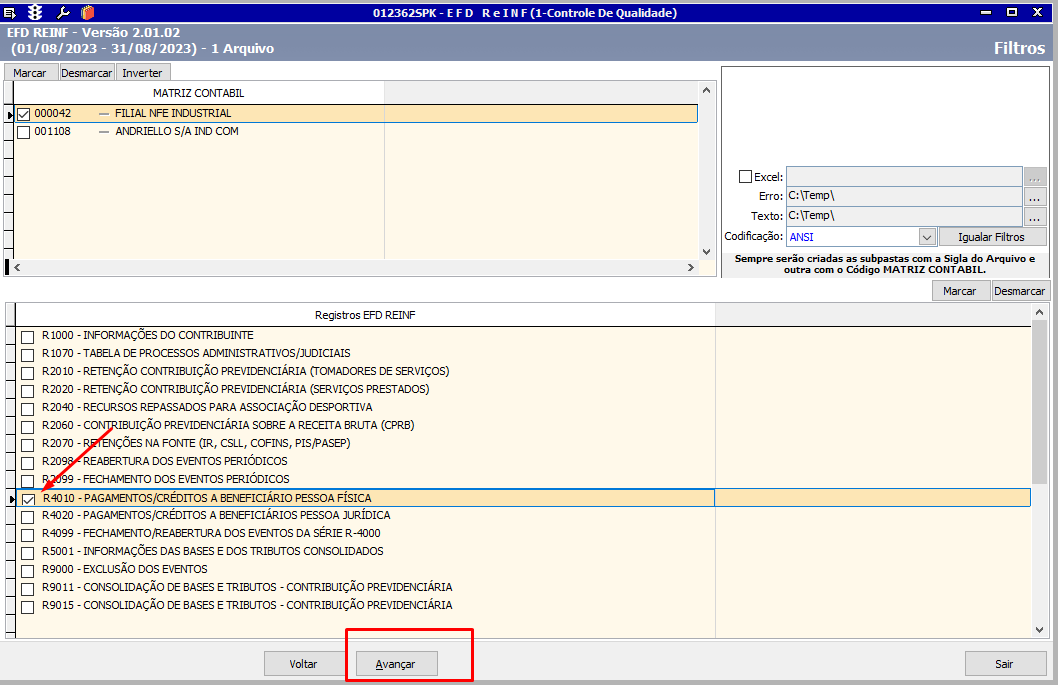 012362SPK - E F D   R e I N F (1-Controle De Qualidade)
EFD REINF - Versão 2.01.02
(01/08/2023 - 31/08/2023) - 1 Arquivo
Filtros
Marcar
Desmarcar
Inverter
MATRIZ CONTABIL
000042 — FILIAL NFE INDUSTRIAL
001108 — ANDRIELLO S/A IND COM
Excel:
...
Erro: C:\Temp\
...
Texto: C:\Temp\
...
Codificação: ANSI
Igualar Filtros
Sempre serão criadas as subpastas com a Sigla do Arquivo e
outra com o Código MATRIZ CONTABIL.
Marcar
Desmarcar
Registros EFD REINF
R1000 - INFORMAÇÕES DO CONTRIBUINTE
R1070 - TABELA DE PROCESSOS ADMINISTRATIVOS/JUDICIAIS
R2010 - RETENÇÃO CONTRIBUIÇÃO PREVIDENCIÁRIA (TOMADORES DE SERVIÇOS)
R2020 - RETENÇÃO CONTRIBUIÇÃO PREVIDENCIÁRIA (SERVIÇOS PRESTADOS)
R2040 - RECURSOS REPASSADOS PARA ASSOCIAÇÃO DESPORTIVA
R2060 - CONTRIBUIÇÃO PREVIDENCIÁRIA SOBRE A RECEITA BRUTA (CPRB)
R2070 - RETENÇÕES NA FONTE (IR, CSLL, COFINS, PIS/PASEP)
R2098 - REABERTURA DOS EVENTOS PERIÓDICOS
R2099 - FECHAMENTO DOS EVENTOS PERIÓDICOS
R4010 - PAGAMENTOS/CRÉDITOS A BENEFICIÁRIO PESSOA FÍSICA
R4020 - PAGAMENTOS/CRÉDITOS A BENEFICIÁRIOS PESSOA JURÍDICA
R4099 - FECHAMENTO/REABERTURA DOS EVENTOS DA SÉRIE R-4000
R5001 - INFORMAÇÕES DAS BASES E DOS TRIBUTOS CONSOLIDADOS
R9000 - EXCLUSÃO DOS EVENTOS
R9011 - CONSOLIDAÇÃO DE BASES E TRIBUTOS - CONTRIBUIÇÃO PREVIDENCIÁRIA
R9015 - CONSOLIDAÇÃO DE BASES E TRIBUTOS - CONTRIBUIÇÃO PREVIDENCIÁRIA
Voltar
Avançar
Sair